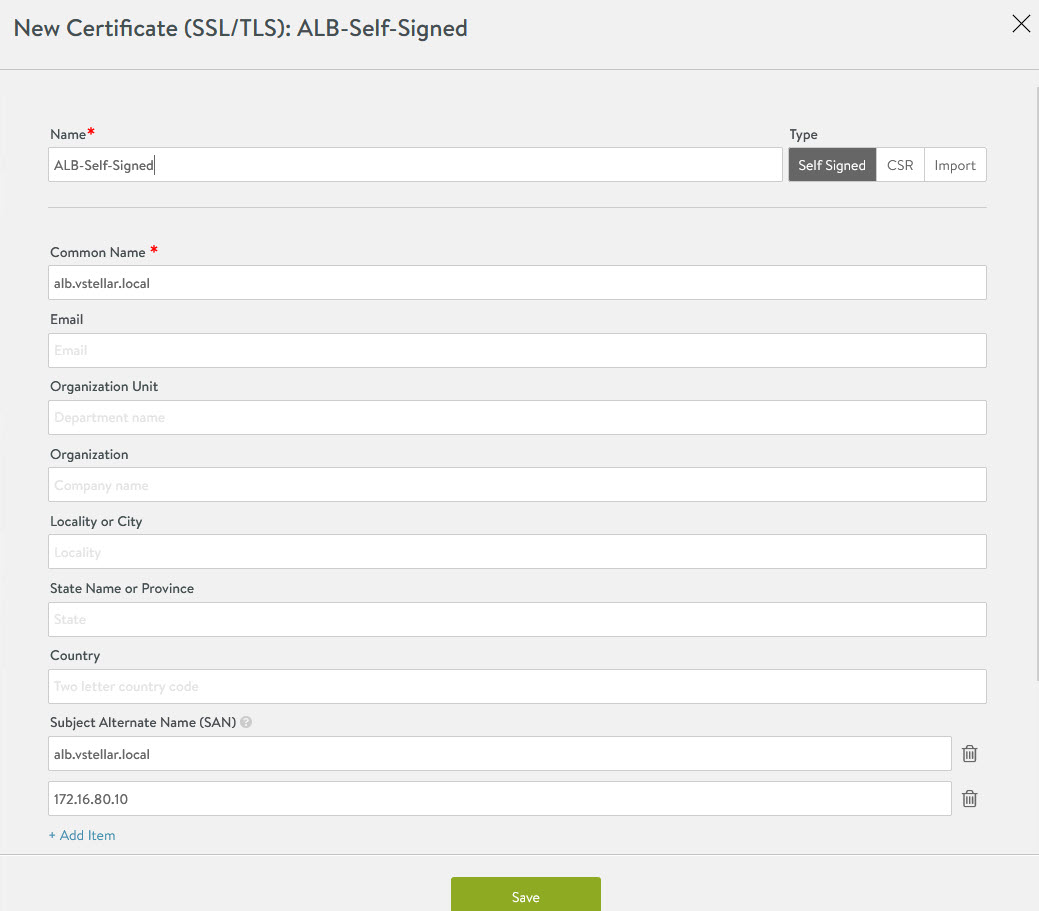 New Certificate (SSL/TLS): ALB-Self-Signed
Name*
Type
ALB-Self-Signed
Self Signed
CSR
Import
Common Name *
alb.vstellar.local
Email
Email
Organization Unit
Department name
Organization
Company name
Locality or City
Locality
State Name or Province
State
Country
Two letter country code
Subject Alternate Name (SAN) ?
alb.vstellar.local
172.16.80.10
+ Add Item
Save